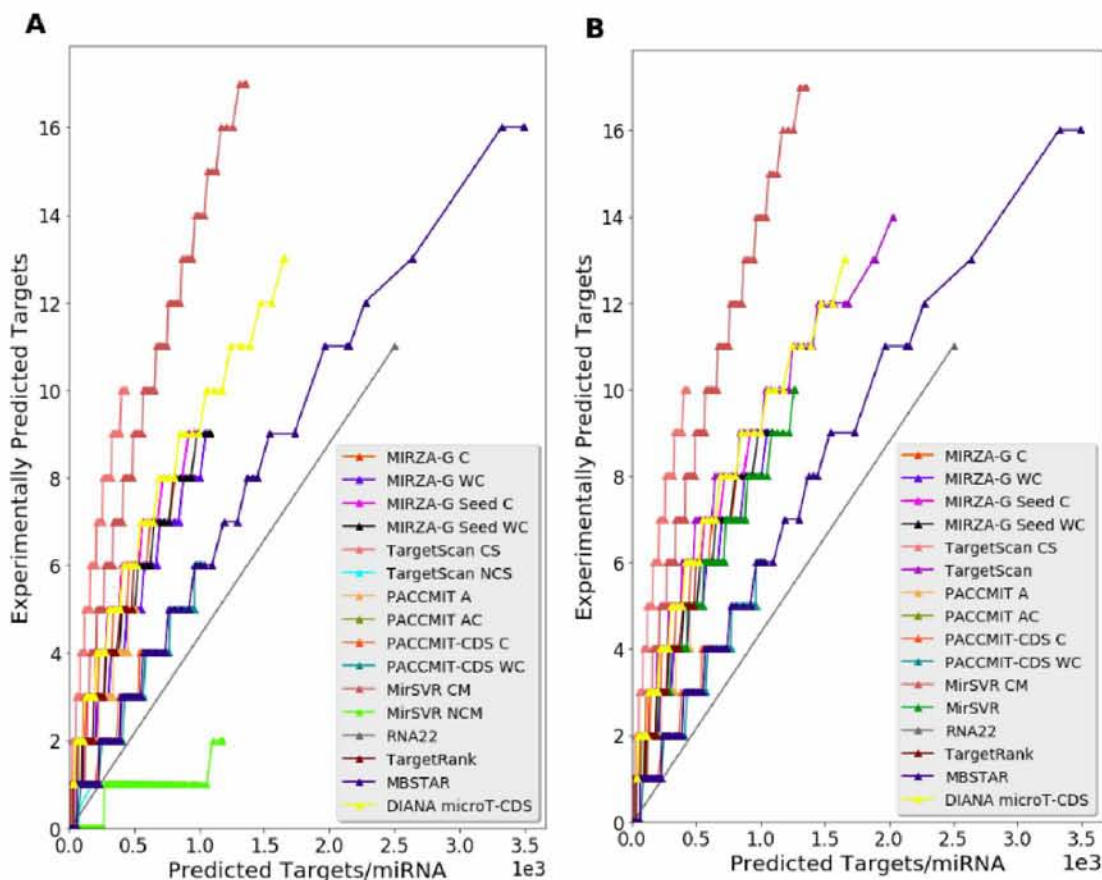 A
Experimentally Predicted Targets
16
14
12
10
8
6
4
2
0
0.0 0.5 1.0 1.5 2.0 2.5 3.0 3.5
1e3
Predicted Targets/miRNA
MIRZA-G C
MIRZA-G WC
MIRZA-G Seed C
MIRZA-G Seed WC
TargetScan CS
TargetScan NCS
PACCMIT A
PACCMIT AC
PACCMIT-CDS C
PACCMIT-CDS WC
MirSVR CM
MirSVR NCM
RNA22
TargetRank
MBSTAR
DIANA microT-CDS
B
Experimentally Predicted Targets
16
14
12
10
8
6
4
2
0
0.0 0.5 1.0 1.5 2.0 2.5 3.0 3.5
1e3
Predicted Targets/miRNA
MIRZA-G C
MIRZA-G WC
MIRZA-G Seed C
MIRZA-G Seed WC
TargetScan CS
TargetScan
PACCMIT A
PACCMIT AC
PACCMIT-CDS C
PACCMIT-CDS WC
MirSVR CM
MirSVR
RNA22
TargetRank
MBSTAR
DIANA microT-CDS